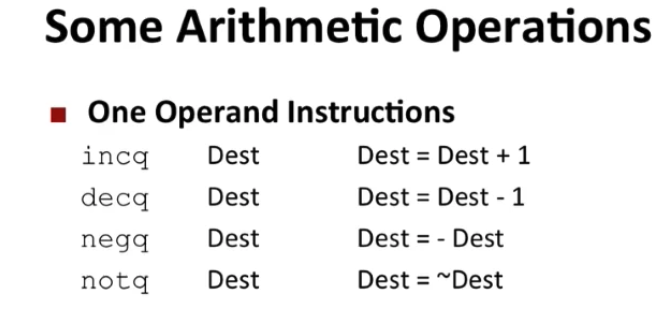 Some Arithmetic Operations
■ One Operand Instructions
incq Dest Dest = Dest + 1
decq Dest Dest = Dest - 1
negq Dest Dest = - Dest
notq Dest Dest = ~Dest